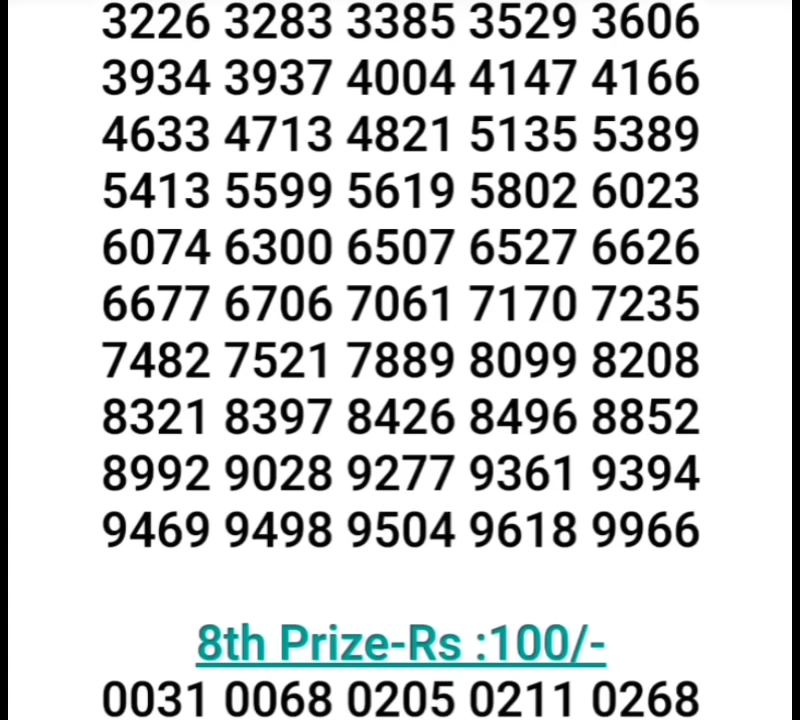 3226 3283 3385 3529 3606
3934 3937 4004 4147 4166
4633 4713 4821 5135 5389
5413 5599 5619 5802 6023
6074 6300 6507 6527 6626
6677 6706 7061 7170 7235
7482 7521 7889 8099 8208
8321 8397 8426 8496 8852
8992 9028 9277 9361 9394
9469 9498 9504 9618 9966
8th Prize-Rs :100/-
0031 0068 0205 0211 0268